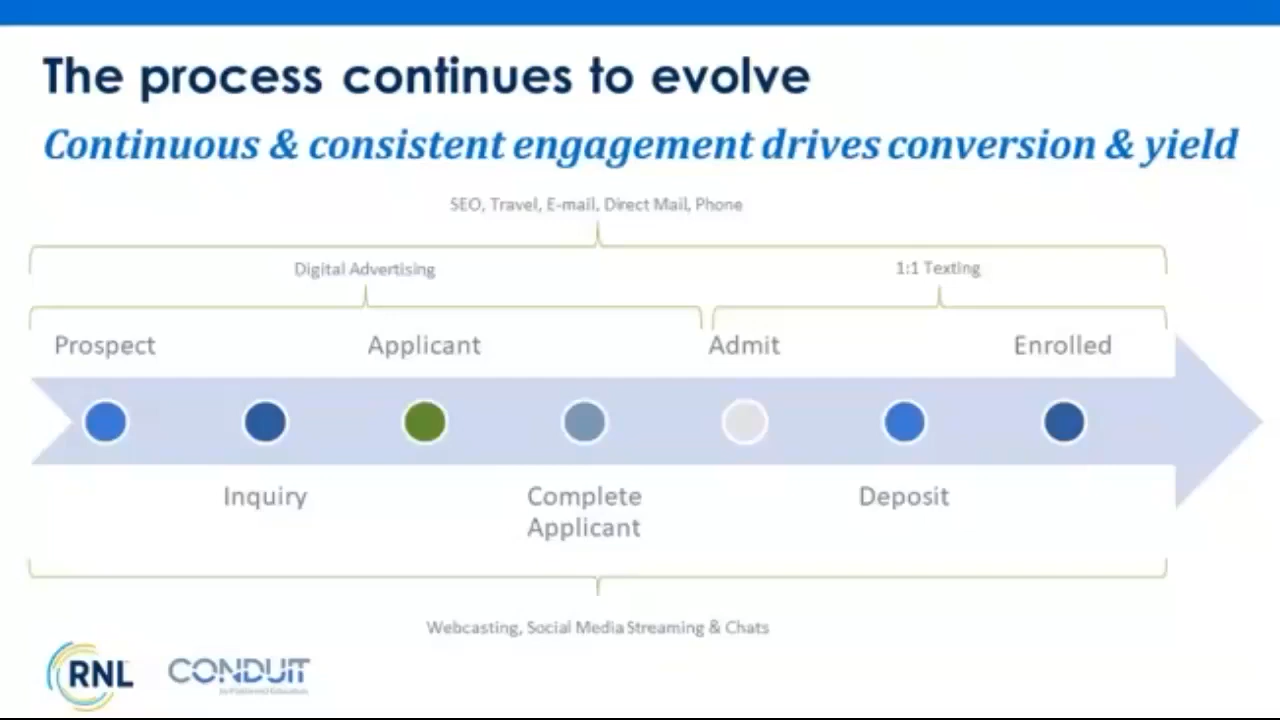 The process continues to evolve
Continuous & consistent engagement drives conversion & yield
SEO, Travel, E-mail, Direct Mail, Phone
Digital Advertising
1:1 Texting
Prospect
Applicant
Admit
Enrolled
Inquiry
Complete
Applicant
Deposit
Webcasting, Social Media Streaming & Chats
RNL
CONDUIT